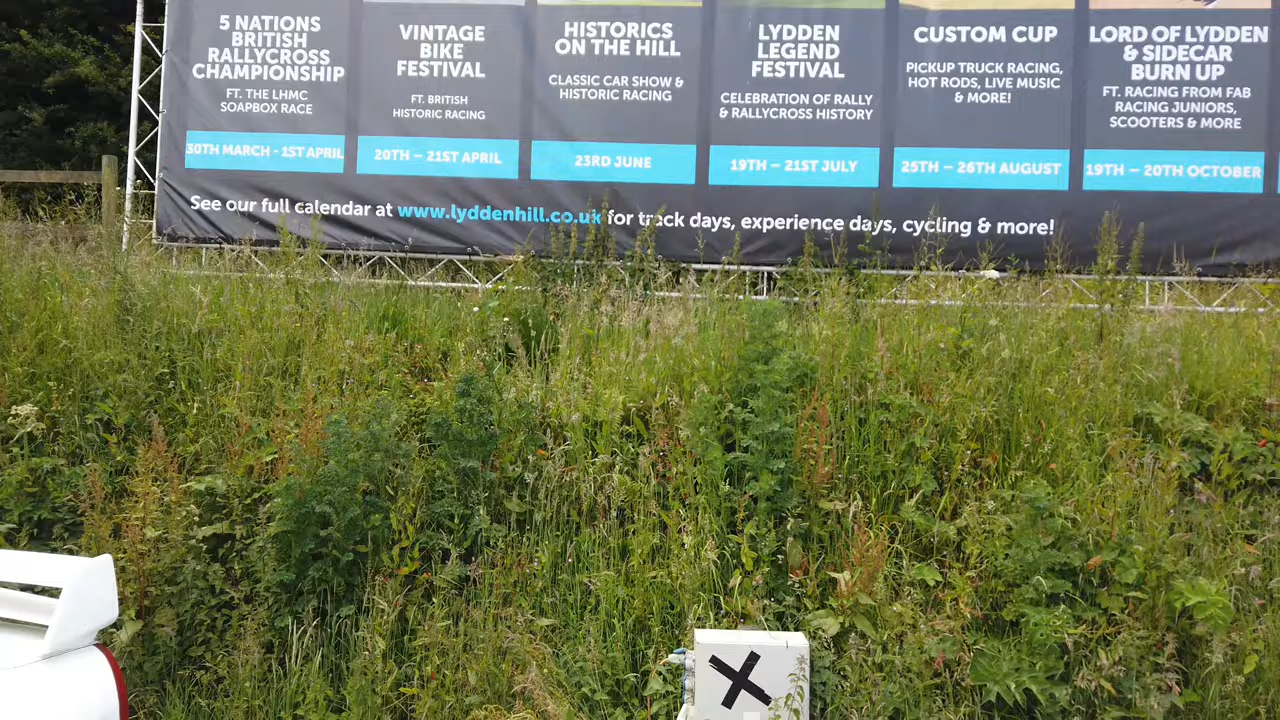 5 NATIONS
BRITISH
RALLYCROSS
CHAMPIONSHIP
FT. THE LHMC
SOAPBOX RACE
30TH MARCH - 1ST APRIL
VINTAGE
BIKE
FESTIVAL
FT. BRITISH
HISTORIC RACING
20TH – 21ST APRIL
HISTORICS
ON THE HILL
CLASSIC CAR SHOW &
HISTORIC RACING
23RD JUNE
LYDDEN
LEGEND
FESTIVAL
CELEBRATION OF RALLY
& RALLYCROSS HISTORY
19TH – 21ST JULY
CUSTOM CUP
PICKUP TRUCK RACING,
HOT RODS, LIVE MUSIC
& MORE!
25TH – 26TH AUGUST
LORD OF LYDDEN
& SIDECAR
BURN UP
FT. RACING FROM FAB
RACING JUNIORS,
SCOOTERS & MORE
19TH – 20TH OCTOBER
See our full calendar at www.lyddenhill.co.uk for track days, experience days, cycling & more!